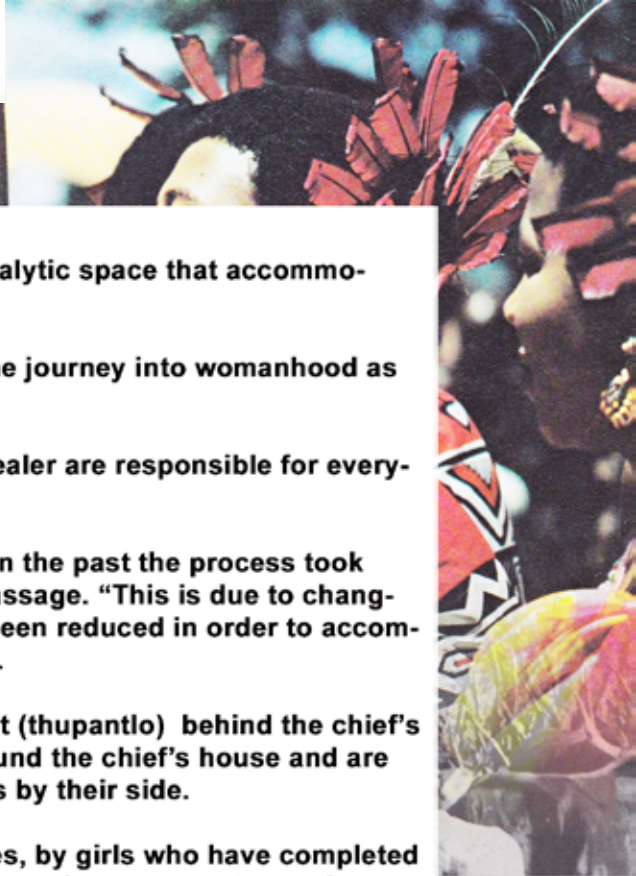 alytic space that accommo-
e journey into womanhood as
ealer are responsible for every-
n the past the process took
ssage. “This is due to chang-
een reduced in order to accom-
.
t (thupantlo) behind the chief’s
und the chief’s house and are
s by their side.
es, by girls who have completed